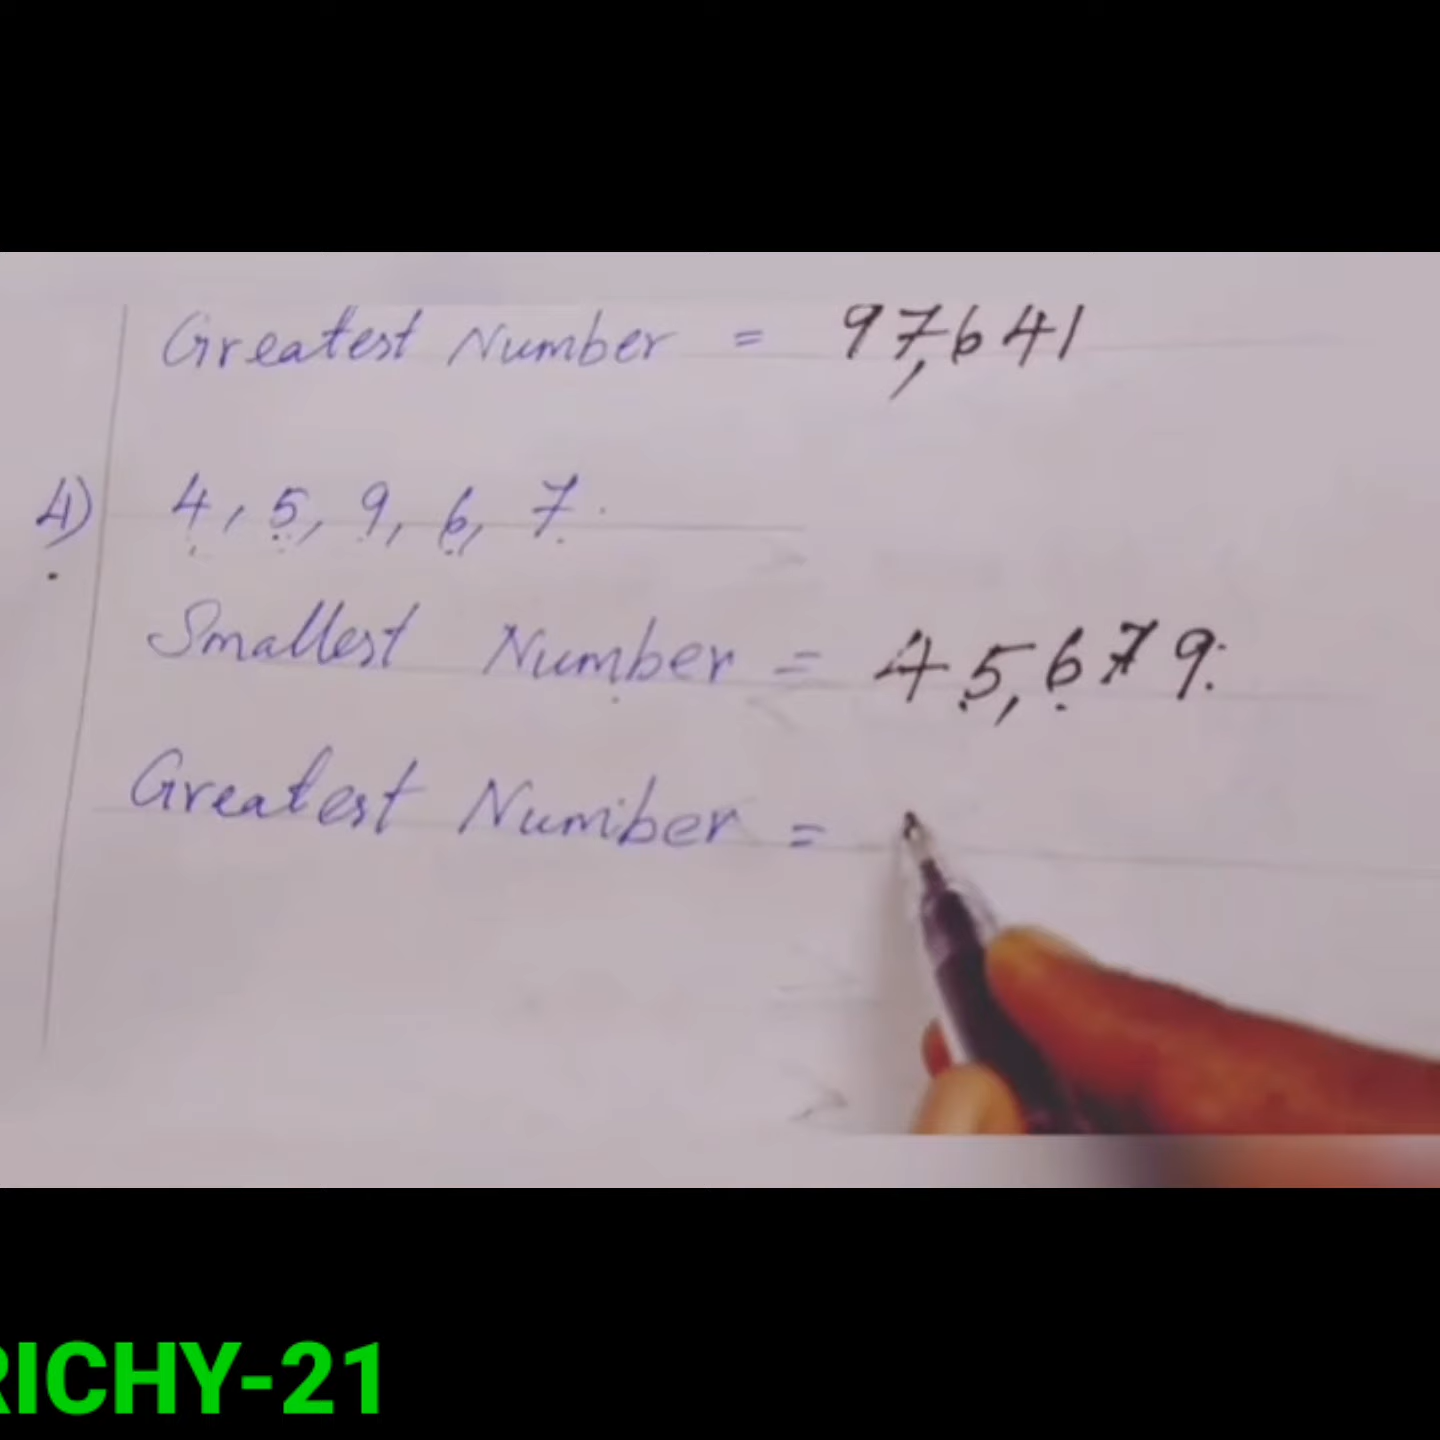 Greatest Number = 97,641
4) 4, 5, 9, 6, 7.
Smallest Number = 45,679.
Greatest Number =
RICHY-21